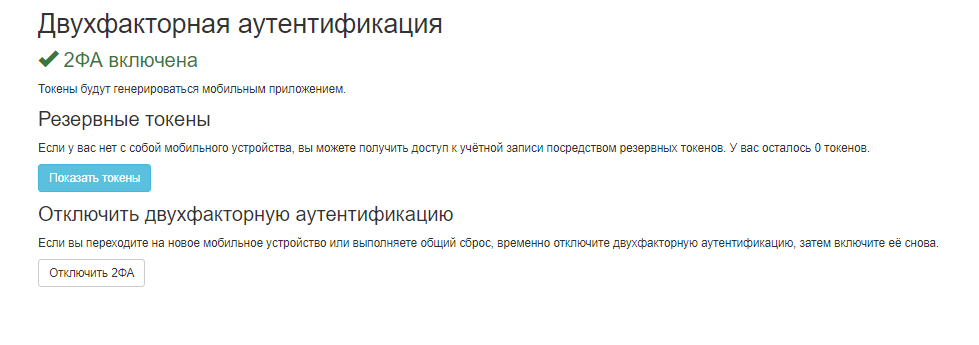 Двухфакторная аутентификация
2ФА включена
Токены будут генерироваться мобильным приложением.
Резервные токены
Если у вас нет с собой мобильного устройства, вы можете получить доступ к учётной записи посредством резервных токенов. У вас осталось 0 токенов.
Показать токены
Отключить двухфакторную аутентификацию
Если вы переходите на новое мобильное устройство или выполняете общий сброс, временно отключите двухфакторную аутентификацию, затем включите её снова.
Отключить 2ФА